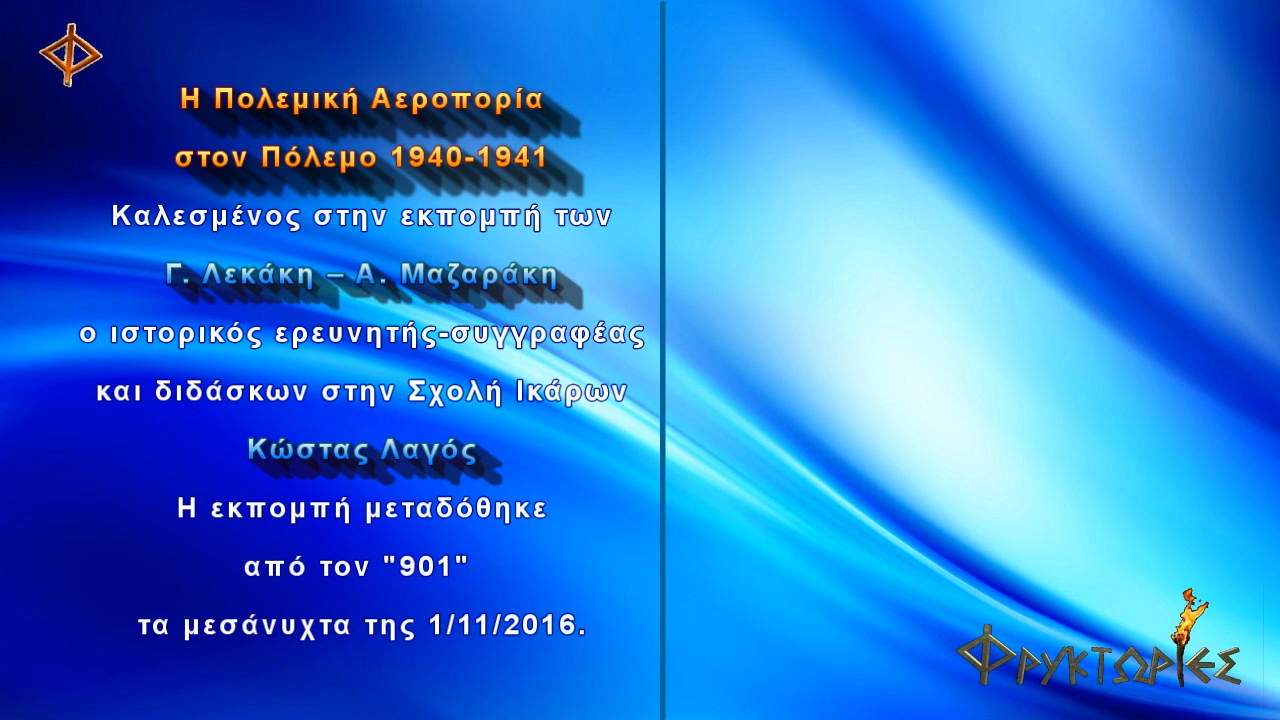 Φ
Η Πολεμική Αεροπορία
στον Πόλεμο 1940-1941
Καλεσμένος στην εκπομπή των
Γ. Λεκάκη – Α. Μαζαράκη
ο ιστορικός ερευνητής-συγγραφέας
και διδάσκων στην Σχολή Ικάρων
Κώστας Λαγός
Η εκπομπή μεταδόθηκε
από τον "901"
τα μεσάνυχτα της 1/11/2016.
ΦΡΥΚΤΩΡΙΕΣ